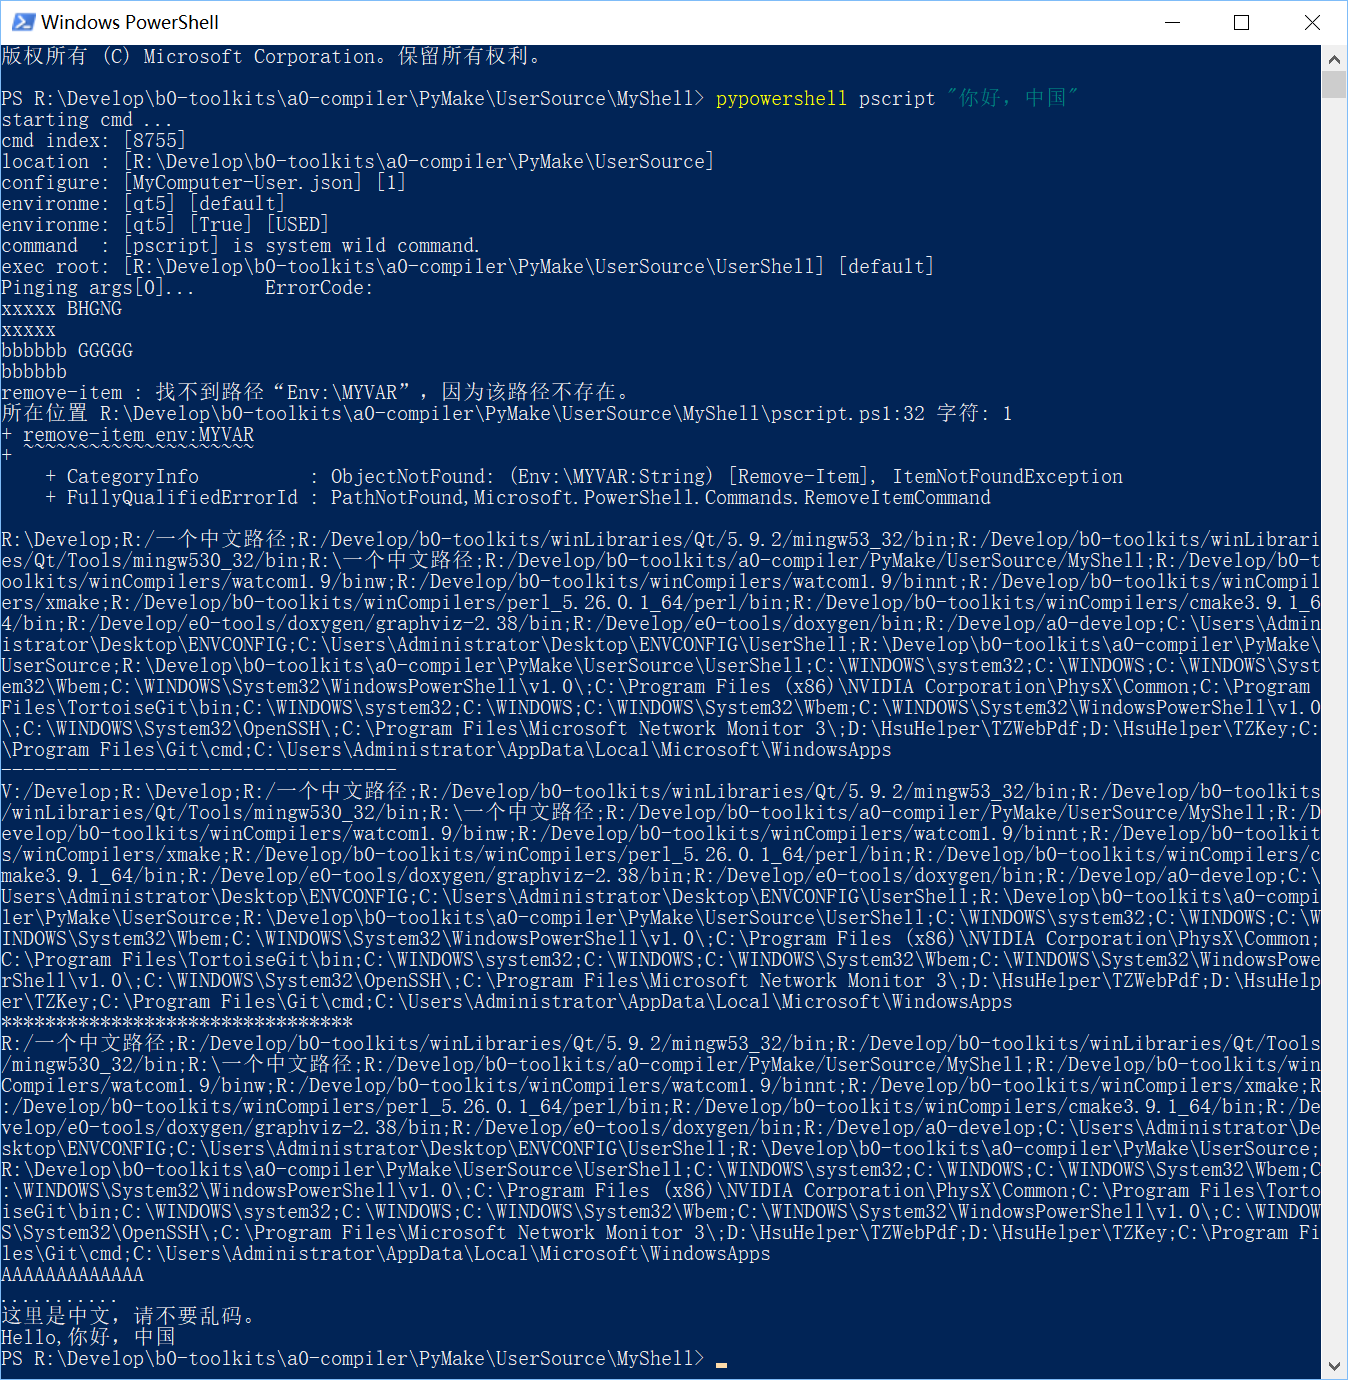 Windows PowerShell
版权所有 (C) Microsoft Corporation。保留所有权利。
PS R:\Develop\b0-toolkits\a0-compiler\PyMake\UserSource\MyShell> pypowershell pscript "你好，中国"
starting cmd ...
cmd index: [8755]
location : [R:\Develop\b0-toolkits\a0-compiler\PyMake\UserSource]
configure: [MyComputer-User.json] [1]
environme: [qt5] [default]
environme: [qt5] [True] [USED]
command  : [pscript] is system wild command.
exec root: [R:\Develop\b0-toolkits\a0-compiler\PyMake\UserSource\UserShell] [default]
Pinging args[0]...      ErrorCode:
xxxxx BHGNG
xxxxx
bbbbbb GGGGG
bbbbbb
remove-item : 找不到路径“Env:\MYVAR”，因为该路径不存在。
所在位置 R:\Develop\b0-toolkits\a0-compiler\PyMake\UserSource\MyShell\pscript.ps1:32 字符: 1
+ remove-item env:MYVAR
+ ~~~~~~~~~~~~~~~~~~~~~
    + CategoryInfo          : ObjectNotFound: (Env:\MYVAR:String) [Remove-Item], ItemNotFoundException
    + FullyQualifiedErrorId : PathNotFound,Microsoft.PowerShell.Commands.RemoveItemCommand
R:\Develop;R:/一个中文路径;R:/Develop/b0-toolkits/winLibraries/Qt/5.9.2/mingw53_32/bin;R:/Develop/b0-toolkits/winLibrari
es/Qt/Tools/mingw530_32/bin;R:\一个中文路径;R:/Develop/b0-toolkits/a0-compiler/PyMake/UserSource/MyShell;R:/Develop/b0-t
oolkits/winCompilers/watcom1.9/binw;R:/Develop/b0-toolkits/winCompilers/watcom1.9/binnt;R:/Develop/b0-toolkits/winCompil
ers/xmake;R:/Develop/b0-toolkits/winCompilers/perl_5.26.0.1_64/perl/bin;R:/Develop/b0-toolkits/winCompilers/cmake3.9.1_6
4/bin;R:/Develop/e0-tools/doxygen/graphviz-2.38/bin;R:/Develop/e0-tools/doxygen/bin;R:/Develop/a0-develop;C:\Users\Admin
istrator\Desktop\ENVCONFIG;C:\Users\Administrator\Desktop\ENVCONFIG\UserShell;R:\Develop\b0-toolkits\a0-compiler\PyMake\
UserSource;R:\Develop\b0-toolkits\a0-compiler\PyMake\UserSource\UserShell;C:\WINDOWS\system32;C:\WINDOWS;C:\WINDOWS\Syst
em32\Wbem;C:\WINDOWS\System32\WindowsPowerShell\v1.0\;C:\Program Files (x86)\NVIDIA Corporation\PhysX\Common;C:\Program
Files\TortoiseGit\bin;C:\WINDOWS\system32;C:\WINDOWS;C:\WINDOWS\System32\Wbem;C:\WINDOWS\System32\WindowsPowerShell\v1.0
\;C:\WINDOWS\System32\OpenSSH\;C:\Program Files\Microsoft Network Monitor 3\;D:\HsuHelper\TZWebPdf;D:\HsuHelper\TZKey;C:
\Program Files\Git\cmd;C:\Users\Administrator\AppData\Local\Microsoft\WindowsApps
------------------------------------
V:/Develop;R:\Develop;R:/一个中文路径;R:/Develop/b0-toolkits/winLibraries/Qt/5.9.2/mingw53_32/bin;R:/Develop/b0-toolkits
/winLibraries/Qt/Tools/mingw530_32/bin;R:\一个中文路径;R:/Develop/b0-toolkits/a0-compiler/PyMake/UserSource/MyShell;R:/D
evelop/b0-toolkits/winCompilers/watcom1.9/binw;R:/Develop/b0-toolkits/winCompilers/watcom1.9/binnt;R:/Develop/b0-toolkit
s/winCompilers/xmake;R:/Develop/b0-toolkits/winCompilers/perl_5.26.0.1_64/perl/bin;R:/Develop/b0-toolkits/winCompilers/c
make3.9.1_64/bin;R:/Develop/e0-tools/doxygen/graphviz-2.38/bin;R:/Develop/e0-tools/doxygen/bin;R:/Develop/a0-develop;C:\
Users\Administrator\Desktop\ENVCONFIG;C:\Users\Administrator\Desktop\ENVCONFIG\UserShell;R:\Develop\b0-toolkits\a0-compi
ler\PyMake\UserSource;R:\Develop\b0-toolkits\a0-compiler\PyMake\UserSource\UserShell;C:\WINDOWS\system32;C:\WINDOWS;C:\W
INDOWS\System32\Wbem;C:\WINDOWS\System32\WindowsPowerShell\v1.0\;C:\Program Files (x86)\NVIDIA Corporation\PhysX\Common;
C:\Program Files\TortoiseGit\bin;C:\WINDOWS\system32;C:\WINDOWS;C:\WINDOWS\System32\Wbem;C:\WINDOWS\System32\WindowsPowe
rShell\v1.0\;C:\WINDOWS\System32\OpenSSH\;C:\Program Files\Microsoft Network Monitor 3\;D:\HsuHelper\TZWebPdf;D:\HsuHelp
er\TZKey;C:\Program Files\Git\cmd;C:\Users\Administrator\AppData\Local\Microsoft\WindowsApps
********************************
R:/一个中文路径;R:/Develop/b0-toolkits/winLibraries/Qt/5.9.2/mingw53_32/bin;R:/Develop/b0-toolkits/winLibraries/Qt/Tools
/mingw530_32/bin;R:\一个中文路径;R:/Develop/b0-toolkits/a0-compiler/PyMake/UserSource/MyShell;R:/Develop/b0-toolkits/win
Compilers/watcom1.9/binw;R:/Develop/b0-toolkits/winCompilers/watcom1.9/binnt;R:/Develop/b0-toolkits/winCompilers/xmake;R
:/Develop/b0-toolkits/winCompilers/perl_5.26.0.1_64/perl/bin;R:/Develop/b0-toolkits/winCompilers/cmake3.9.1_64/bin;R:/De
velop/e0-tools/doxygen/graphviz-2.38/bin;R:/Develop/e0-tools/doxygen/bin;R:/Develop/a0-develop;C:\Users\Administrator\De
sktop\ENVCONFIG;C:\Users\Administrator\Desktop\ENVCONFIG\UserShell;R:\Develop\b0-toolkits\a0-compiler\PyMake\UserSource;
R:\Develop\b0-toolkits\a0-compiler\PyMake\UserSource\UserShell;C:\WINDOWS\system32;C:\WINDOWS;C:\WINDOWS\System32\Wbem;C
:\WINDOWS\System32\WindowsPowerShell\v1.0\;C:\Program Files (x86)\NVIDIA Corporation\PhysX\Common;C:\Program Files\Torto
iseGit\bin;C:\WINDOWS\system32;C:\WINDOWS;C:\WINDOWS\System32\Wbem;C:\WINDOWS\System32\WindowsPowerShell\v1.0\;C:\WINDOW
S\System32\OpenSSH\;C:\Program Files\Microsoft Network Monitor 3\;D:\HsuHelper\TZWebPdf;D:\HsuHelper\TZKey;C:\Program Fi
les\Git\cmd;C:\Users\Administrator\AppData\Local\Microsoft\WindowsApps
AAAAAAAAAAAAA
...........
这里是中文，请不要乱码。
Hello,你好，中国
PS R:\Develop\b0-toolkits\a0-compiler\PyMake\UserSource\MyShell>